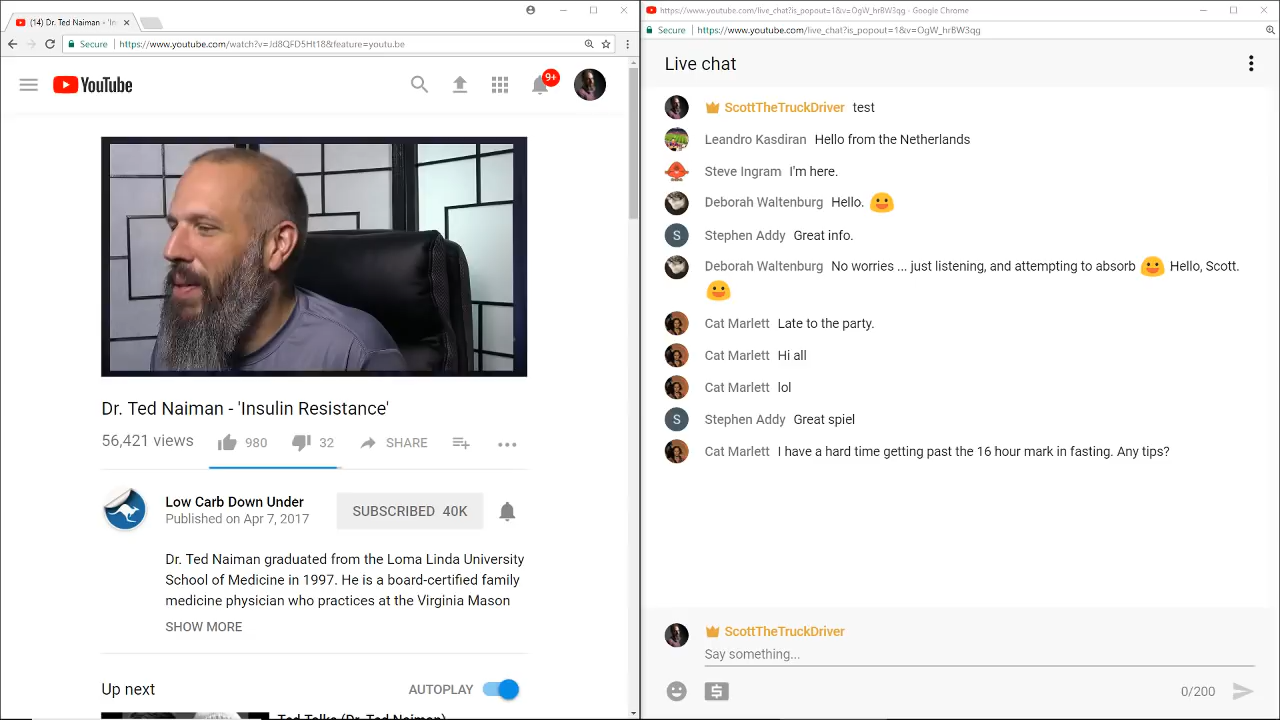 (14) Dr. Ted Naiman - 'In
Secure
https://www.youtube.com/watch?v=Jd8QFD5Ht18&feature=youtu.be
YouTube
9+
Dr. Ted Naiman - 'Insulin Resistance'
56,421 views
980
32
SHARE
Low Carb Down Under
Published on Apr 7, 2017
SUBSCRIBED 40K
Dr. Ted Naiman graduated from the Loma Linda University
School of Medicine in 1997. He is a board-certified family
medicine physician who practices at the Virginia Mason
SHOW MORE
Up next
AUTOPLAY
Ted Talks (Dr. Ted Naiman)
https://www.youtube.com/live_chat?is_popout=1&v=OgW_hrBW3qg - Google Chrome
Secure
https://www.youtube.com/live_chat?is_popout=1&v=OgW_hrBW3qg
Live chat
ScottTheTruckDriver test
Leandro Kasdiran Hello from the Netherlands
Steve Ingram I'm here.
Deborah Waltenburg Hello.
S Stephen Addy Great info.
Deborah Waltenburg No worries ... just listening, and attempting to absorb Hello, Scott.
Cat Marlett Late to the party.
Cat Marlett Hi all
Cat Marlett lol
S Stephen Addy Great spiel
Cat Marlett I have a hard time getting past the 16 hour mark in fasting. Any tips?
ScottTheTruckDriver
Say something...
0/200